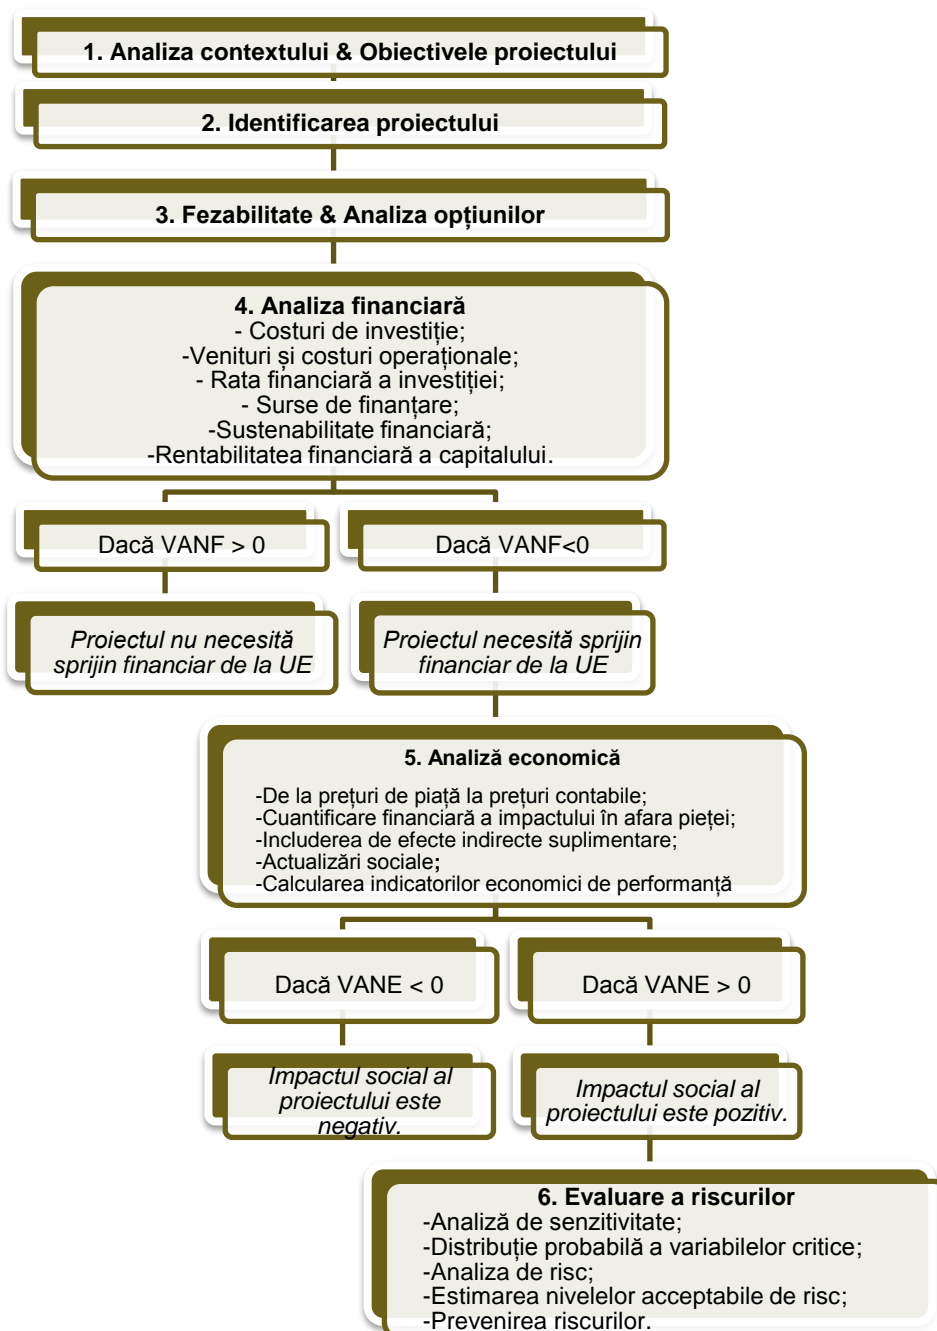 1. Analiza contextului & Obiectivele proiectului
2. Identificarea proiectului
3. Fezabilitate & Analiza opțiunilor
4. Analiza financiară
- Costuri de investiție;
-Venituri și costuri operaționale;
- Rata financiară a investiției;
- Surse de finanțare;
-Sustenabilitate financiară;
-Rentabilitatea financiară a capitalului.
Dacă VANF > 0
Dacă VANF<0
Proiectul nu necesită
sprijin financiar de la UE
Proiectul necesită sprijin
financiar de la UE
5. Analiză economică
-De la prețuri de piață la prețuri contabile;
-Cuantificare financiară a impactului în afara pieței;
-Includerea de efecte indirecte suplimentare;
-Actualizări sociale;
-Calcularea indicatorilor economici de performanță
Dacă VANE < 0
Dacă VANE > 0
Impactul social al
proiectului este
negativ.
Impactul social al
proiectului este pozitiv.
6. Evaluare a riscurilor
-Analiză de senzitivitate;
-Distribuție probabilă a variabilelor critice;
-Analiza de risc;
-Estimarea nivelelor acceptabile de risc;
-Prevenirea riscurilor.